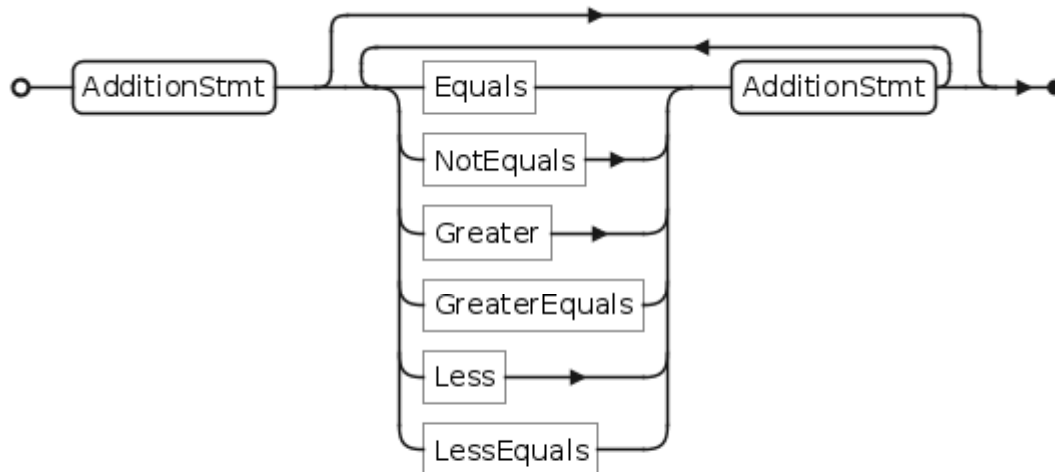 AdditionStmt Equals AdditionStmt
NotEquals
Greater
GreaterEquals
Less
LessEquals